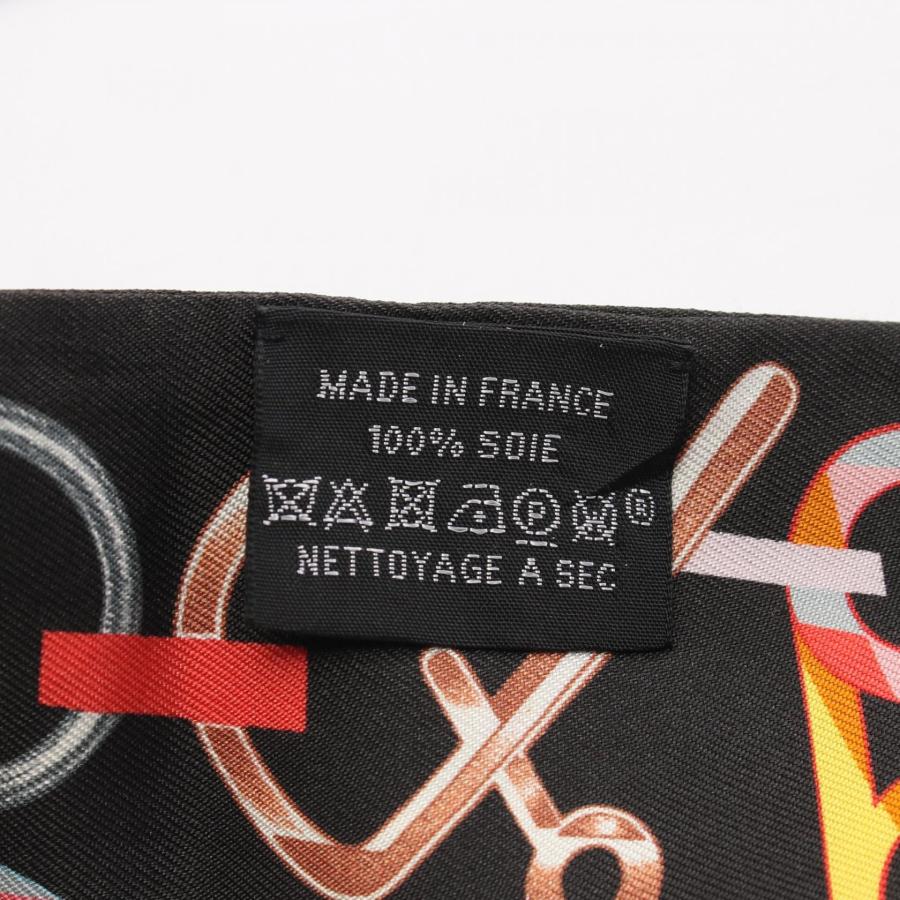 MADE IN FRANCE
100% SOIE
P W ®
NETTOYAGE A SEC